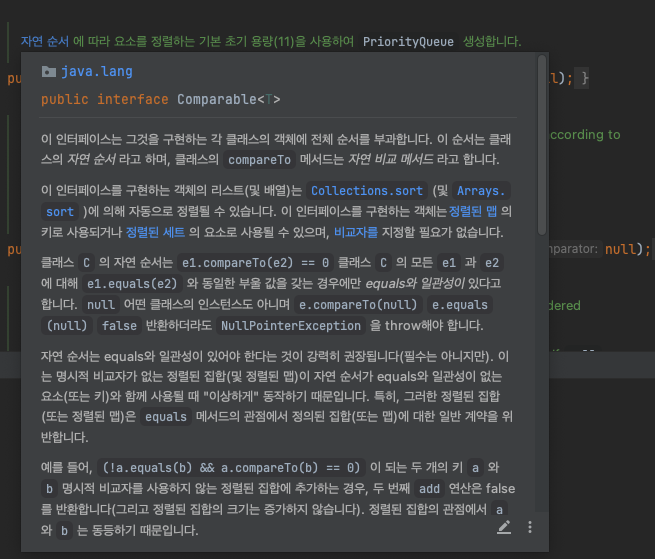 자연 순서 에 따라 요소를 정렬하는 기본 초기 용량(11)을 사용하여 PriorityQueue 생성합니다.
java.lang
pu
l); }
public interface Comparable<T>
이 인터페이스는 그것을 구현하는 각 클래스의 객체에 전체 순서를 부과합니다. 이 순서는 클래
according to
스의 자연 순서 라고 하며, 클래스의 compareTo 메서드는 자연 비교 메서드 라고 합니다.
이 인터페이스를 구현하는 객체의 리스트(및 배열)는 Collections.sort (및 Arrays.
sort )에 의해 자동으로 정렬될 수 있습니다. 이 인터페이스를 구현하는 객체는 정렬된 맵 의
키로 사용되거나 정렬된 세트 의 요소로 사용될 수 있으며, 비교자를 지정할 필요가 없습니다.
pu
mparator: null);
클래스 C 의 자연 순서는 e1.compareTo(e2) == 0 클래스 C 의 모든 e1 과 e2
에 대해 e1.equals(e2) 와 동일한 부울 값을 갖는 경우에만 equals와 일관성이 있다고
합니다. null 어떤 클래스의 인스턴스도 아니며 e.compareTo(null) e.equals
dered
(null) false 반환하더라도 NullPointerException 을 throw해야 합니다.
자연 순서는 equals와 일관성이 있어야 한다는 것이 강력히 권장됩니다(필수는 아니지만). 이
는 명시적 비교자가 없는 정렬된 집합(및 정렬된 맵)이 자연 순서가 equals와 일관성이 없는
요소(또는 키)와 함께 사용될 때 "이상하게" 동작하기 때문입니다. 특히, 그러한 정렬된 집합
(또는 정렬된 맵)은 equals 메서드의 관점에서 정의된 집합(또는 맵)에 대한 일반 계약을 위
반합니다.
예를 들어, (!a.equals(b) && a.compareTo(b) == 0) 이 되는 두 개의 키 a 와
b 명시적 비교자를 사용하지 않는 정렬된 집합에 추가하는 경우, 두 번째 add 연산은 false
를 반환합니다(그리고 정렬된 집합의 크기는 증가하지 않습니다). 정렬된 집합의 관점에서 a
와 b 는 동등하기 때문입니다.